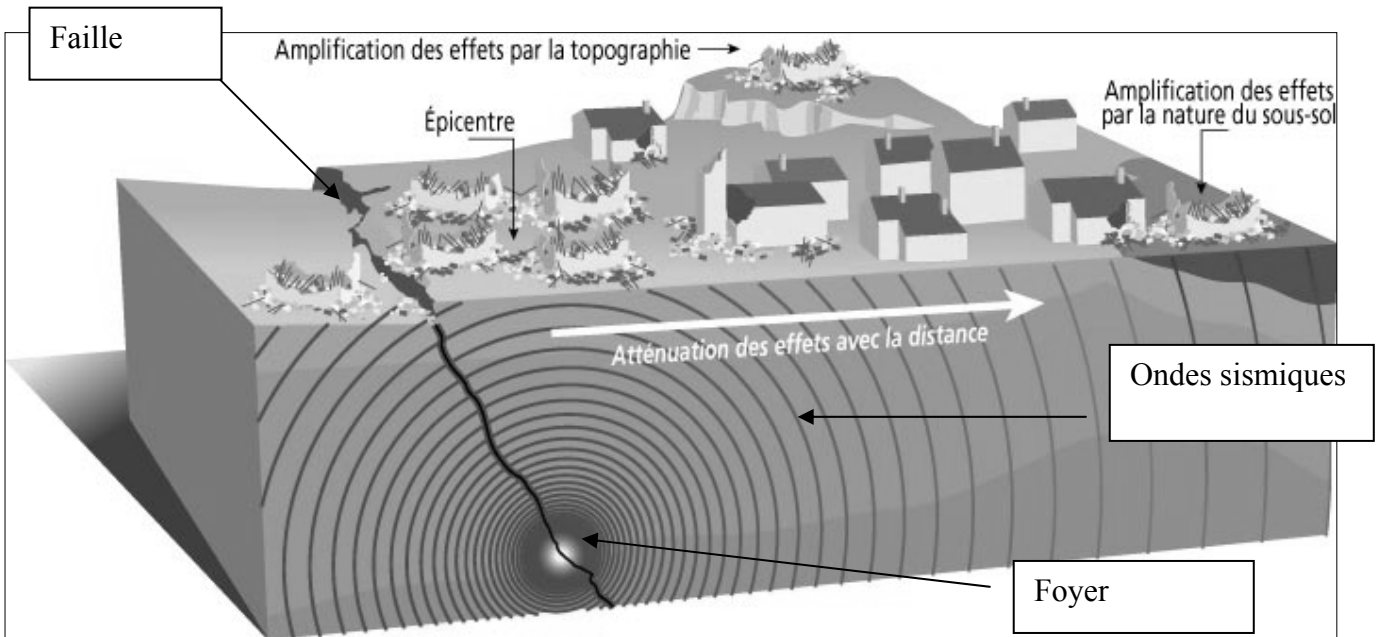 Faille
Amplification des effets par la topographie
Amplification des effets
par la nature du sous-sol
Épicentre
Atténuation des effets avec la distance
Ondes sismiques
Foyer